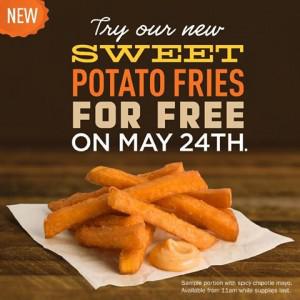 NEW
Try our new
SWEET
POTATO FRIES
FOR FREE
ON MAY 24TH.
Sample portion with spicy chipotle mayo.
Available from 11am while supplies last.